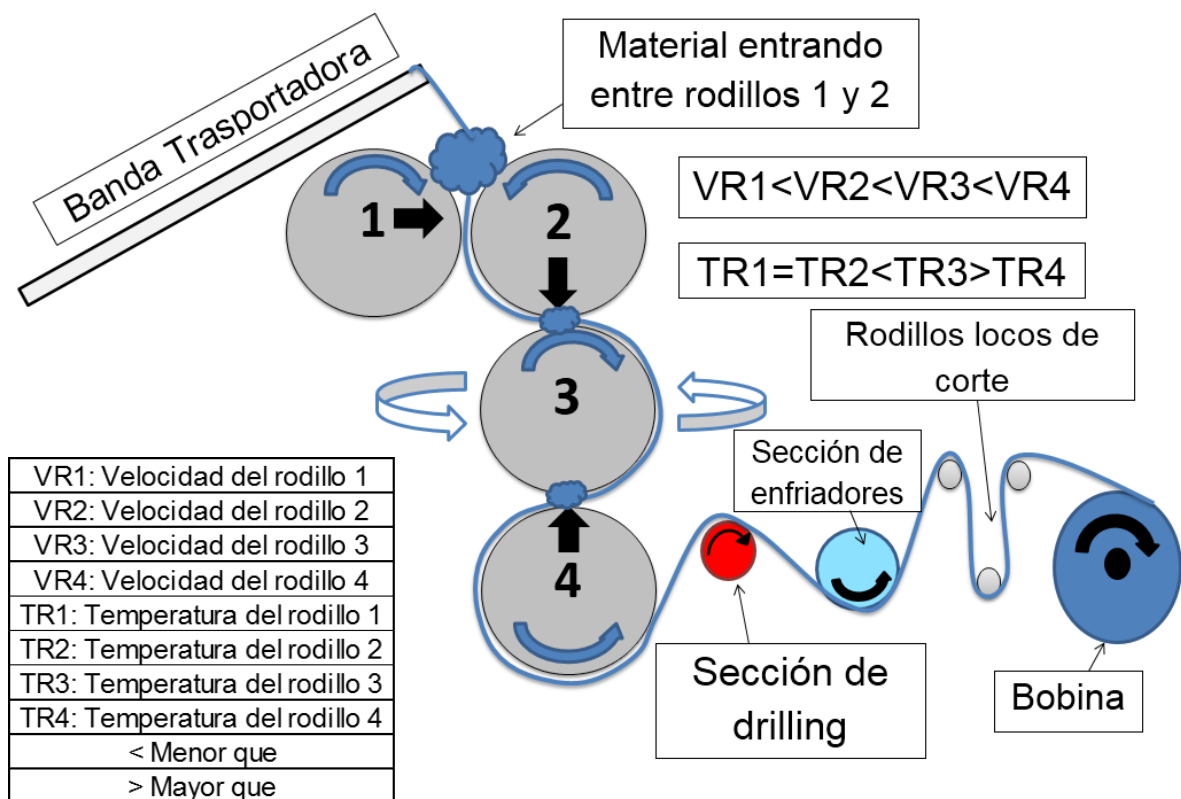 Banda Trasportadora
Material entrando
entre rodillos 1 y 2
1
2
VR1<VR2<VR3<VR4
TR1=TR2<TR3>TR4
Rodillos locos de
corte
3
Sección de
enfriadores
VR1: Velocidad del rodillo 1
VR2: Velocidad del rodillo 2
VR3: Velocidad del rodillo 3
VR4: Velocidad del rodillo 4
TR1: Temperatura del rodillo 1
TR2: Temperatura del rodillo 2
TR3: Temperatura del rodillo 3
TR4: Temperatura del rodillo 4
< Menor que
> Mayor que
4
Sección de
drilling
Bobina